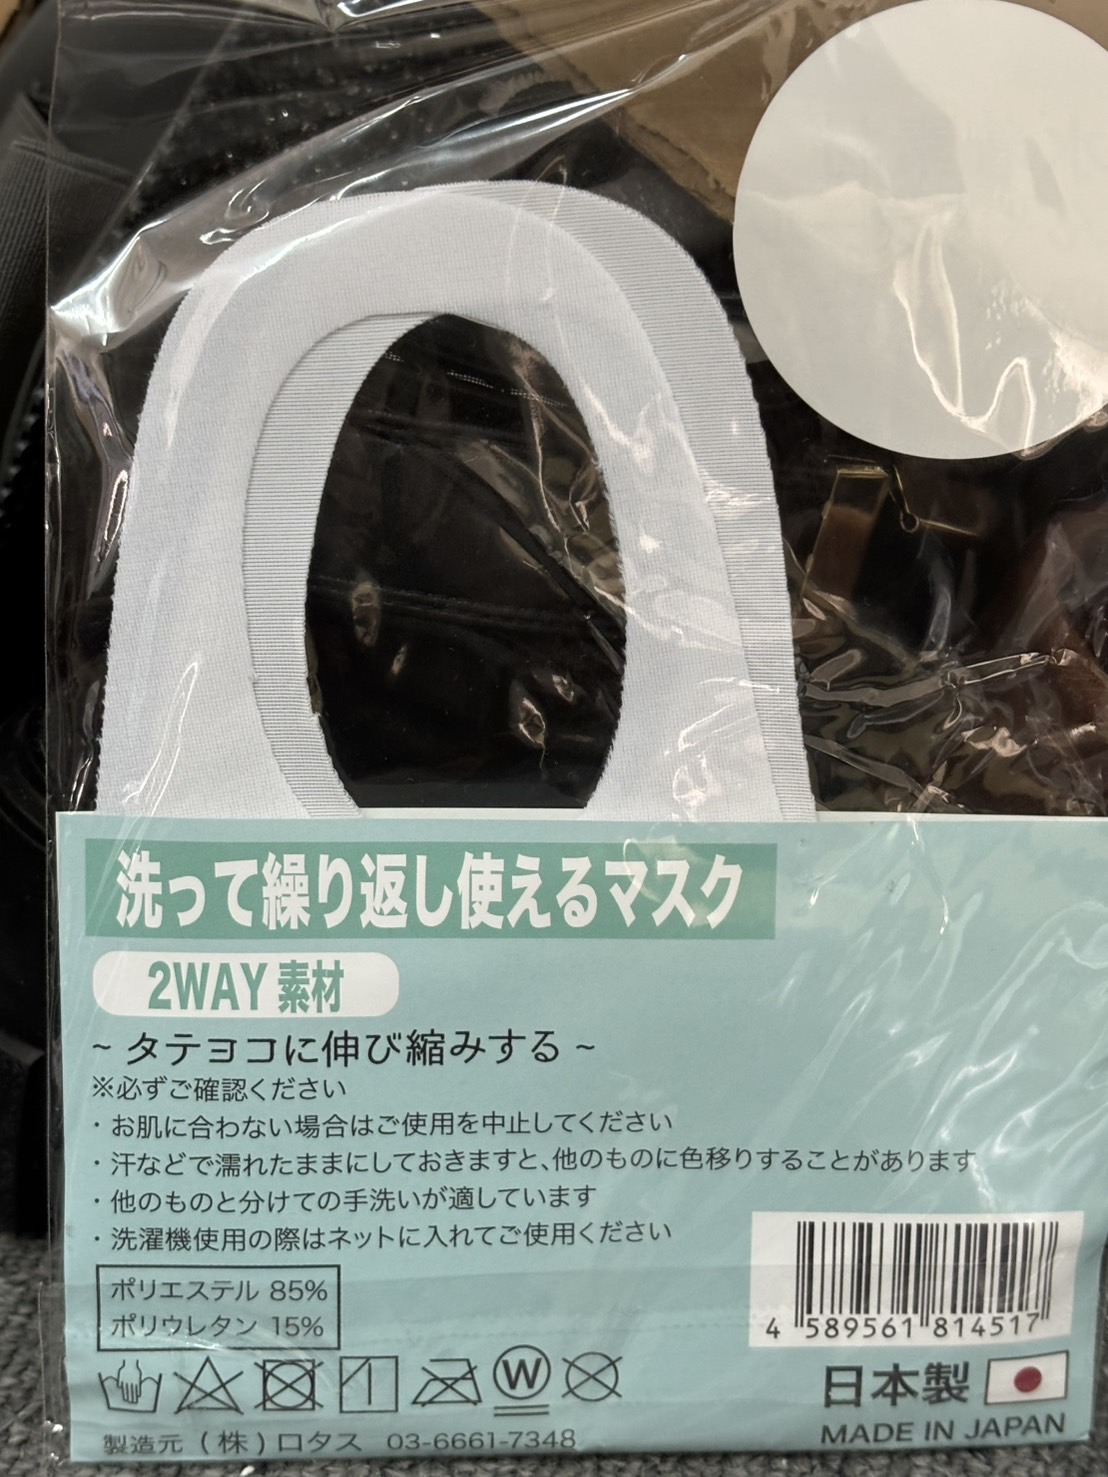 洗って繰り返し使えるマスク
2WAY 素材
~ タテヨコに伸び縮みする ~
※必ずご確認ください
・お肌に合わない場合はご使用を中止してください
・汗などで濡れたままにしておきますと、他のものに色移りすることがあります
・他のものと分けての手洗いが適しています
・洗濯機使用の際はネットに入れてご使用ください
ポリエステル 85%
ポリウレタン 15%
W
4 589561 814517
日本製
MADE IN JAPAN
製造元 (株) ロタス 03-6661-7348